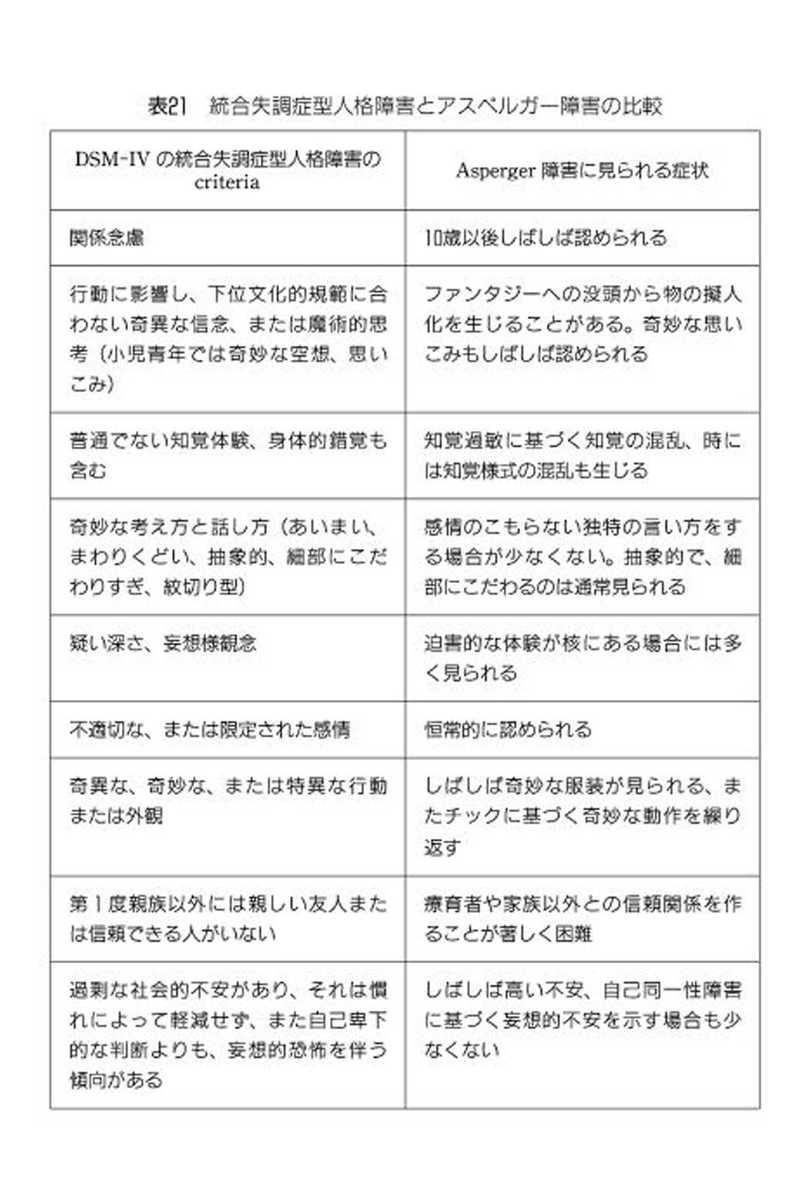 表21　統合失調症型人格障害とアスペルガー障害の比較
DSM-IV の統合失調症型人格障害の
criteria
Asperger 障害に見られる症状
関係念慮
10歳以後しばしば認められる
行動に影響し、下位文化的規範に合
わない奇異な信念、または魔術的思
考（小児青年では奇妙な空想、思い
こみ）
ファンタジーへの没頭から物の擬人
化を生じることがある。奇妙な思い
こみもしばしば認められる
普通でない知覚体験、身体的錯覚も
含む
知覚過敏に基づく知覚の混乱、時に
は知覚様式の混乱も生じる
奇妙な考え方と話し方（あいまい、
まわりくどい、抽象的、細部にこだ
わりすぎ、紋切り型）
感情のこもらない独特の言い方をす
る場合が少なくない。抽象的で、細
部にこだわるのは通常見られる
疑い深さ、妄想様観念
迫害的な体験が核にある場合には多
く見られる
不適切な、または限定された感情
恒常的に認められる
奇異な、奇妙な、または特異な行動
または外観
しばしば奇妙な服装が見られる、ま
たチックに基づく奇妙な動作を繰り
返す
第1度親族以外には親しい友人また
は信頼できる人がいない
療育者や家族以外との信頼関係を作
ることが著しく困難
過剰な社会的不安があり、それは慣
れによって軽減せず、また自己卑下
的な判断よりも、妄想的恐怖を伴う
傾向がある
しばしば高い不安、自己同一性障害
に基づく妄想的不安を示す場合も少
なくない